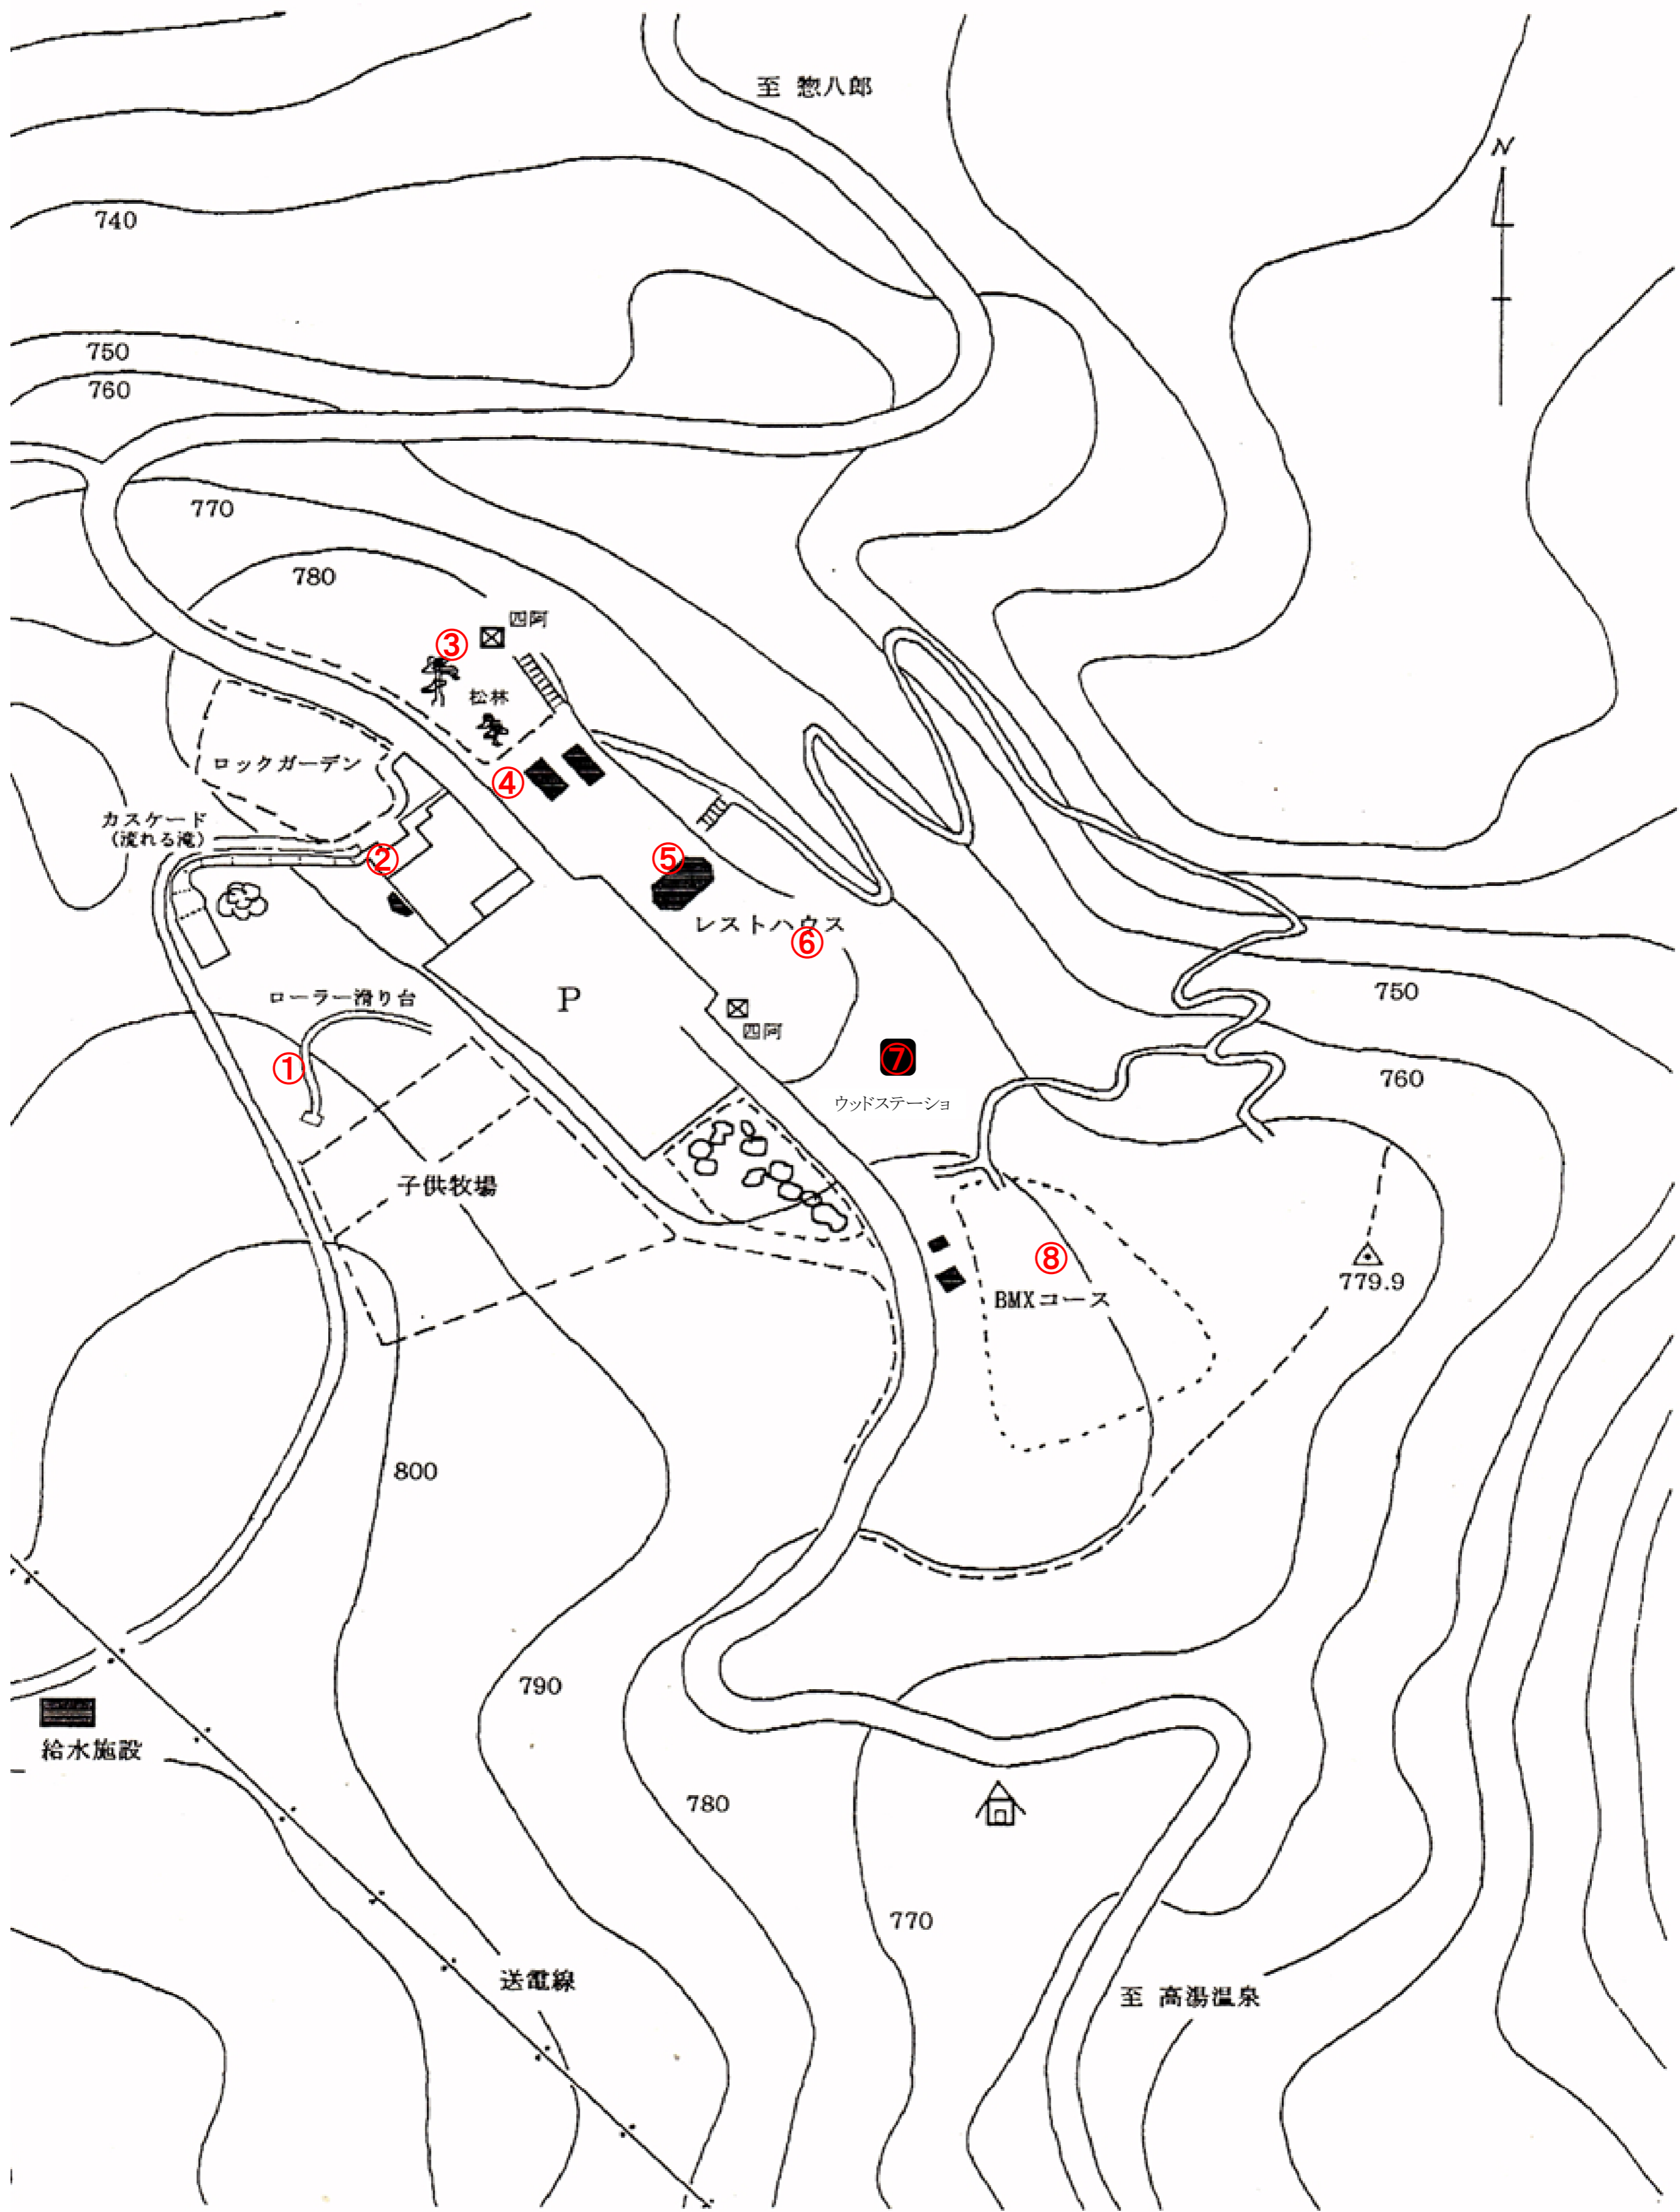 至 惣八郎
N
740
750
760
770
780
四阿
③
松林
ロックガーデン
④
カスケード
(流れる滝)
②
⑤
レストハウス
⑥
ローラー滑り台
P
750
四阿
⑦
①
760
ウッドステーショ
子供牧場
⑧
779.9
BMXコース
800
790
給水施設
780
770
送電線
至 高湯温泉